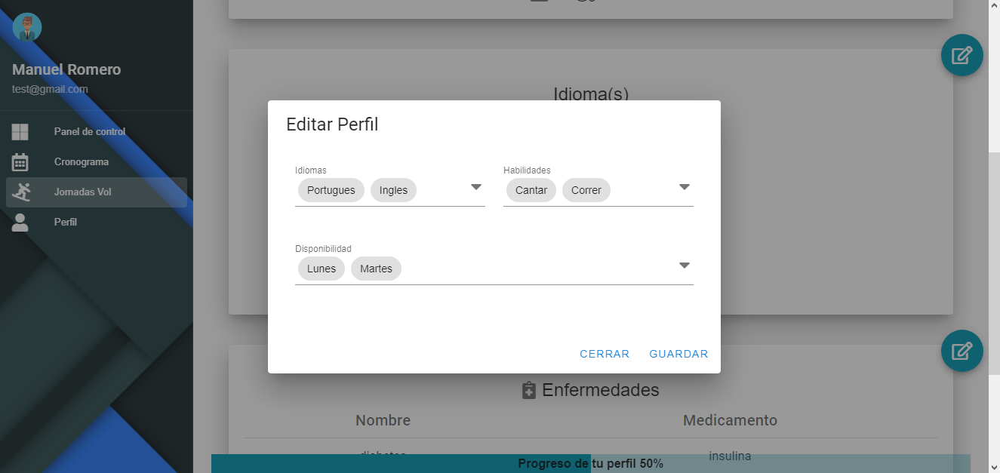 Manuel Romero
test@gmail.com
Panel de control
Cronograma
Jornadas Vol
Perfil
Idioma(s)
Editar Perfil
Idiomas
Portugues Ingles
Habilidades
Cantar Correr
Disponibilidad
Lunes Martes
CERRAR GUARDAR
Enfermedades
Nombre Medicamento
diabetes insulina
Progreso de tu perfil 50%